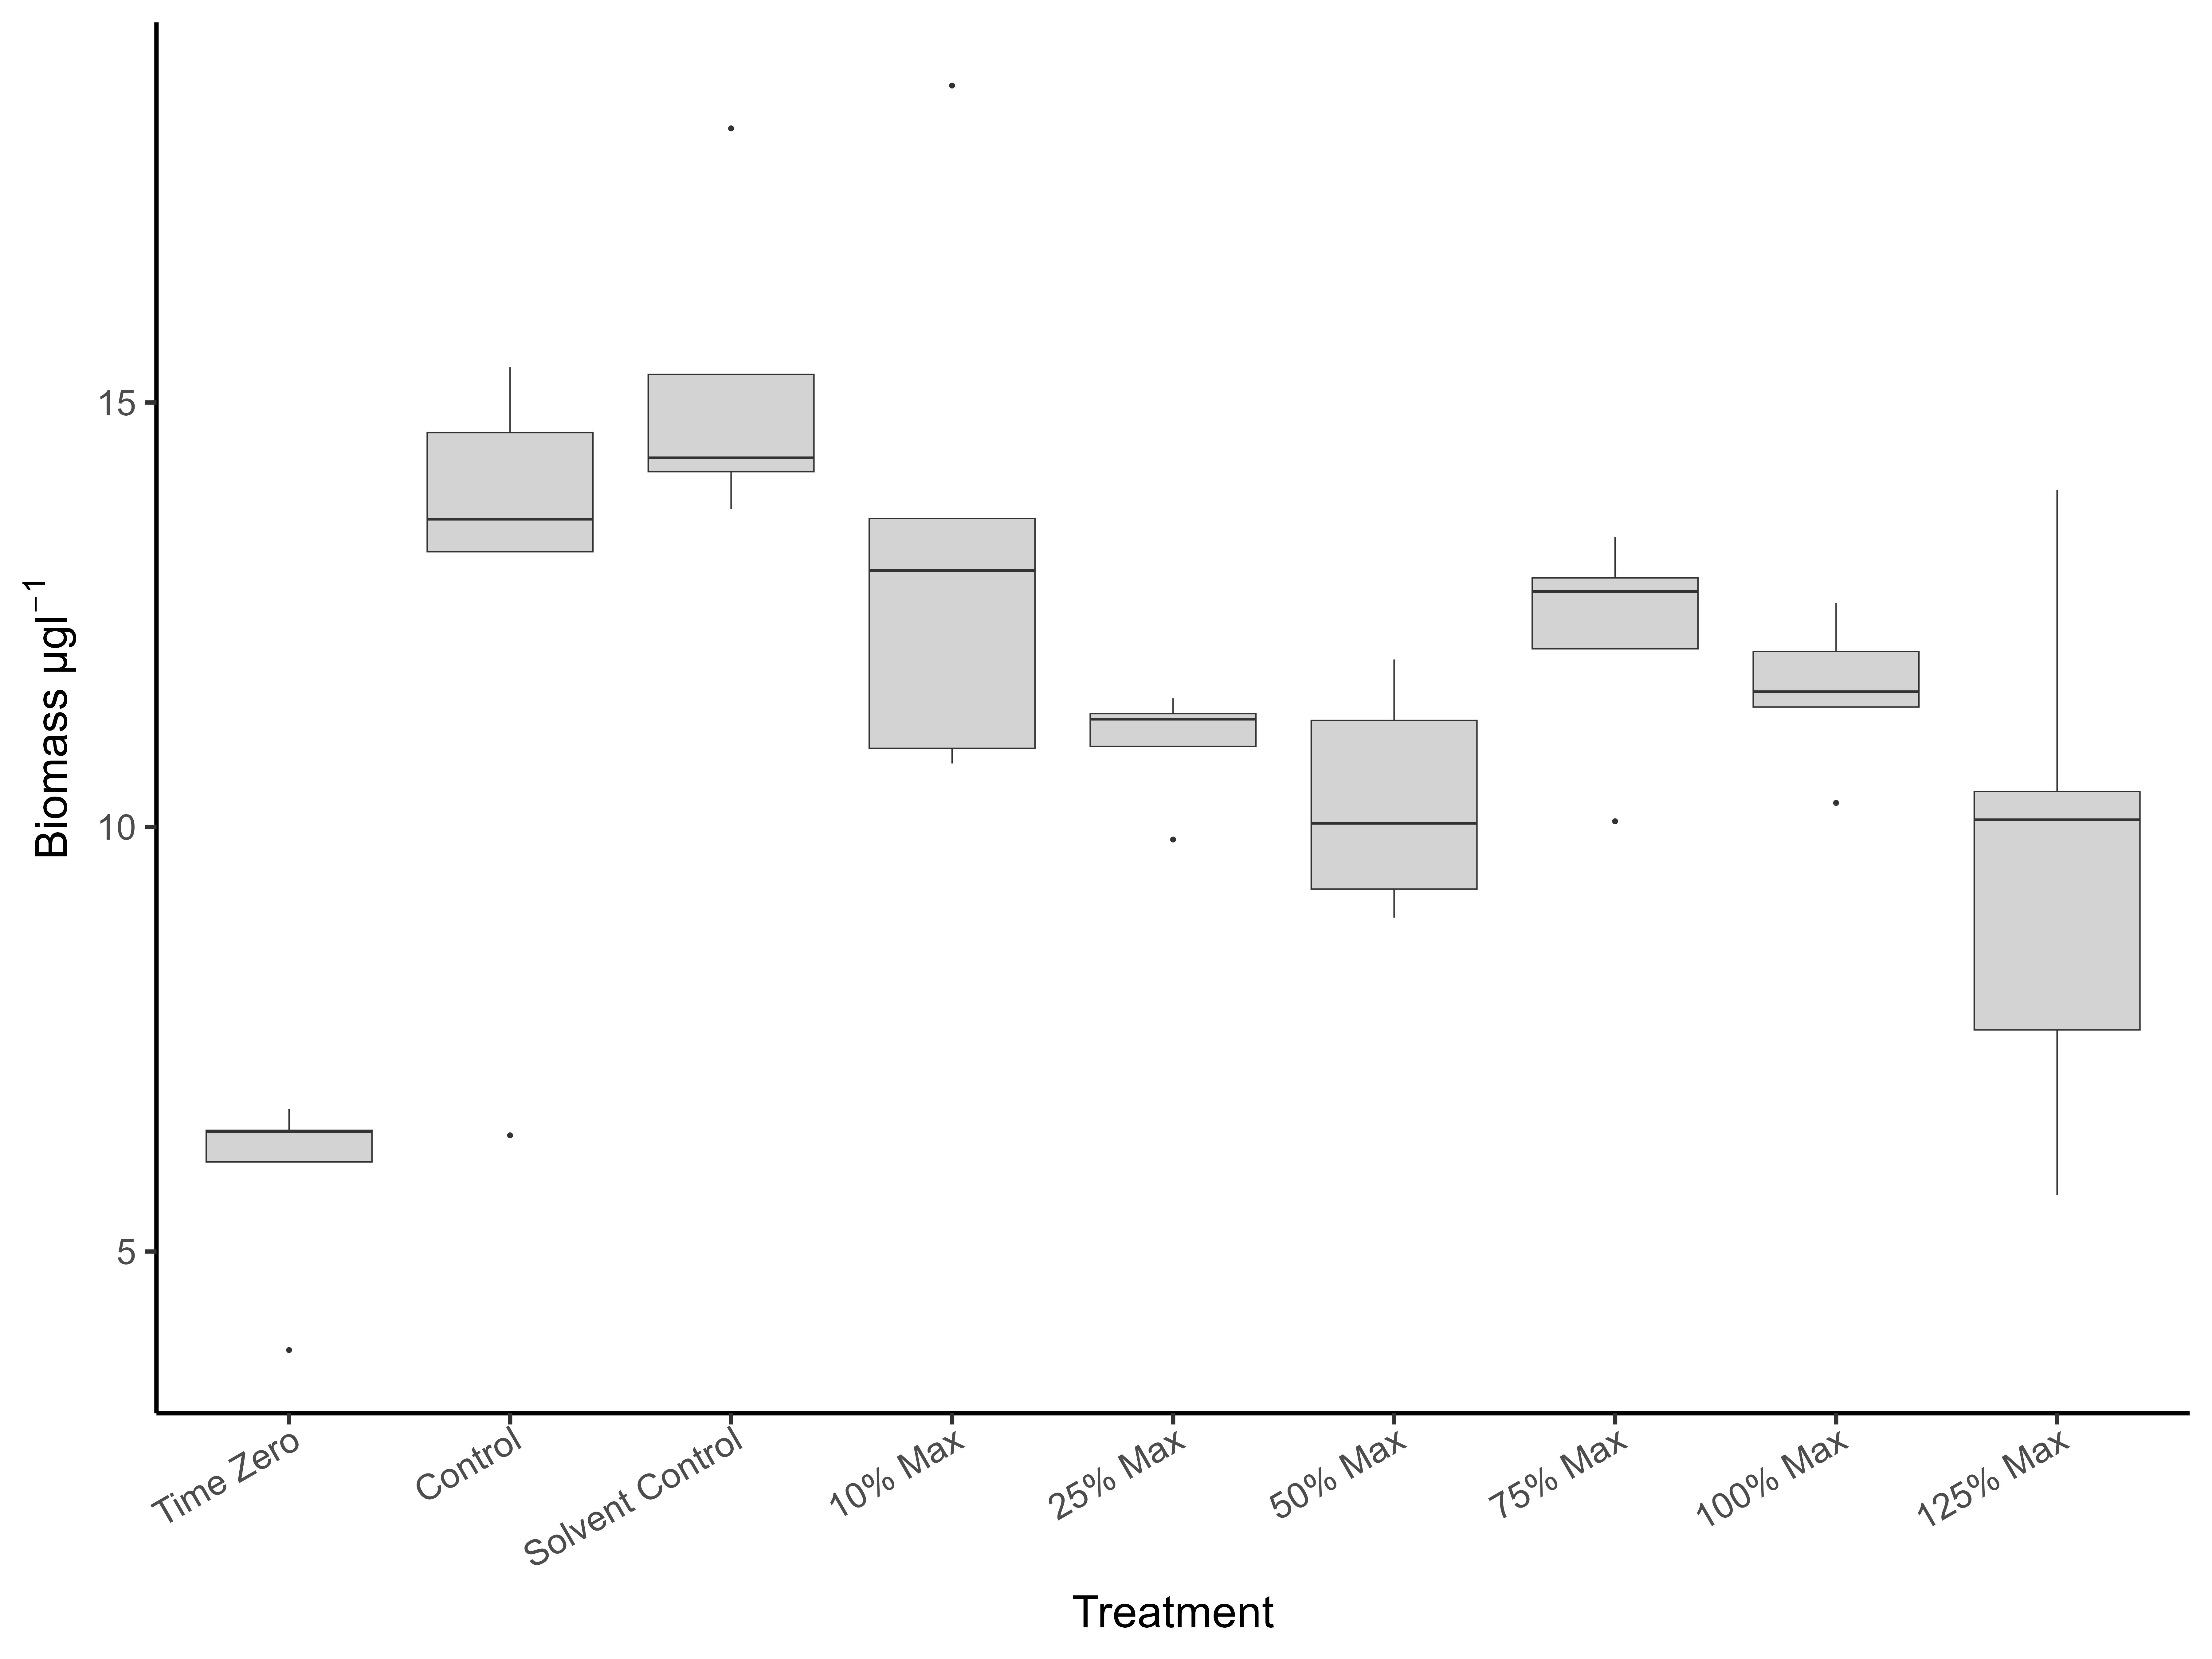 Biomass µgl⁻¹
15
10
5
Time Zero
Control
Solvent Control
10% Max
25% Max
50% Max
75% Max
100% Max
125% Max
Treatment